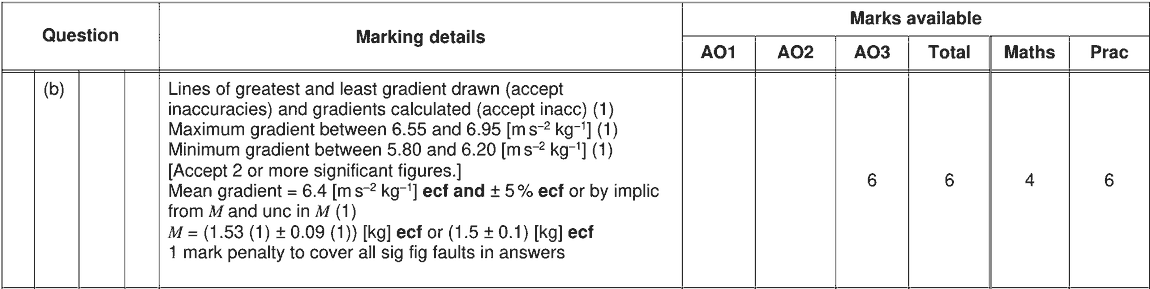 Question Marking details Marks available
AO1 AO2 AO3 Total Maths Prac
(b) Lines of greatest and least gradient drawn (accept
inaccuracies) and gradients calculated (accept inacc) (1)
Maximum gradient between 6.55 and 6.95 [m s⁻² kg⁻¹] (1)
Minimum gradient between 5.80 and 6.20 [m s⁻² kg⁻¹] (1)
[Accept 2 or more significant figures.]
Mean gradient = 6.4 [m s⁻² kg⁻¹] ecf and ± 5 % ecf or by implic
from M and unc in M (1)
M = (1.53 (1) ± 0.09 (1)) [kg] ecf or (1.5 ± 0.1) [kg] ecf
1 mark penalty to cover all sig fig faults in answers
6 6 4 6